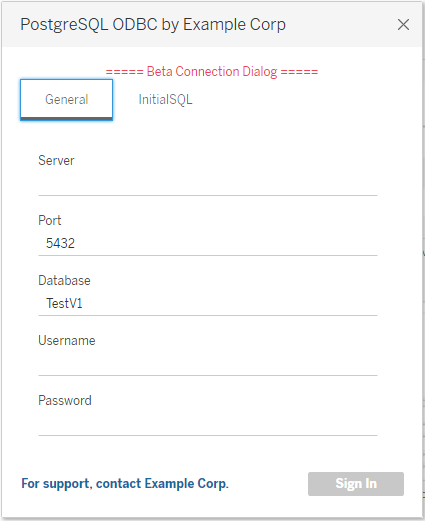 PostgreSQL ODBC by Example Corp
===== Beta Connection Dialog =====
General InitialSQL
Server
Port
5432
Database
TestV1
Username
Password
For support, contact Example Corp. Sign In